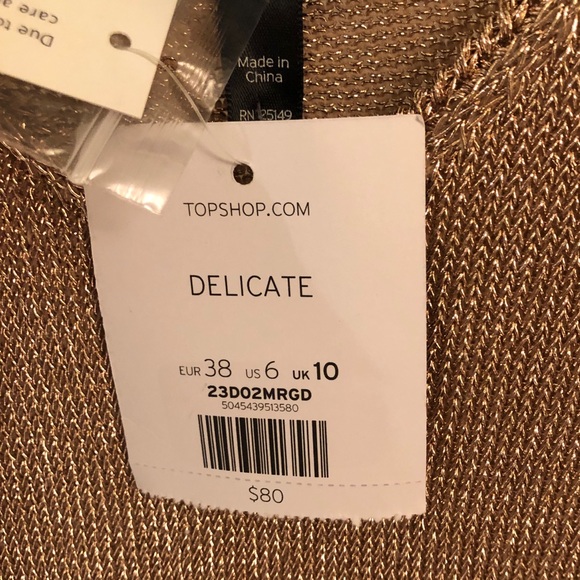 Due to
care a
Made in
China
RN 25149
TOPSHOP.COM
DELICATE
EUR 38 US 6 UK 10
23D02MRGD
5045439513580
$80